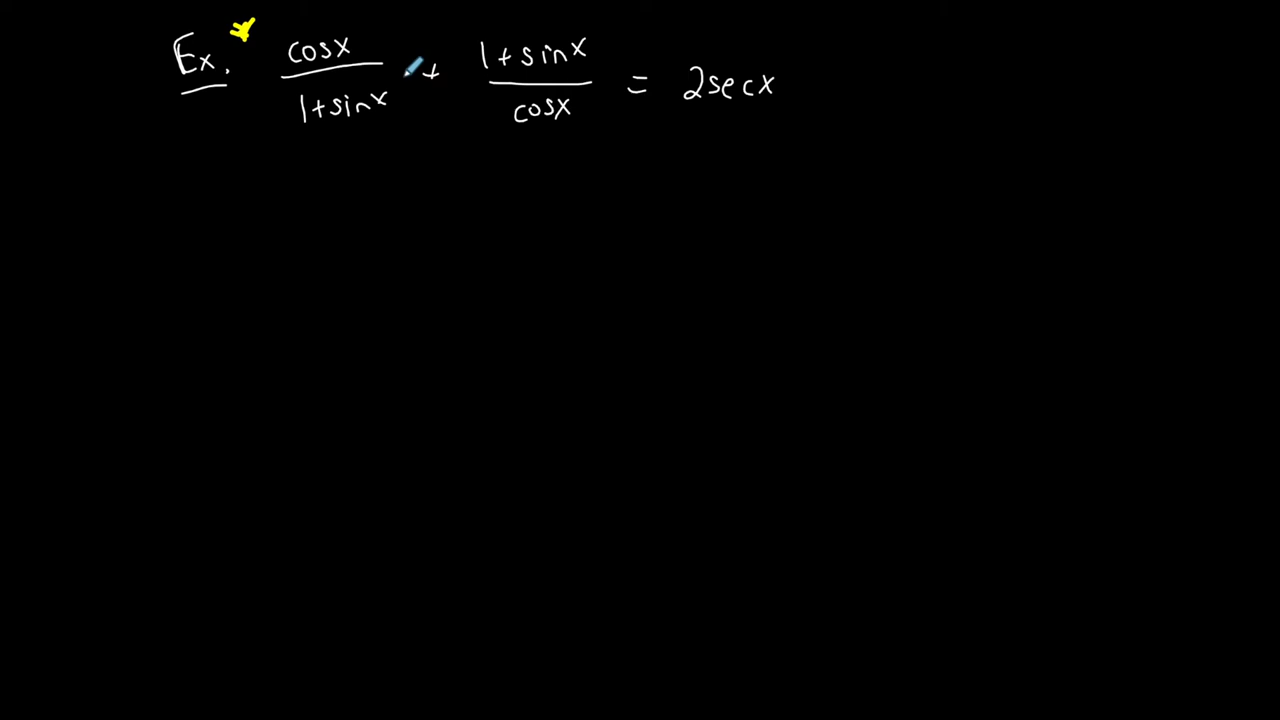 Ex. cosx/1+sinx + 1+sinx/cosx = 2secx